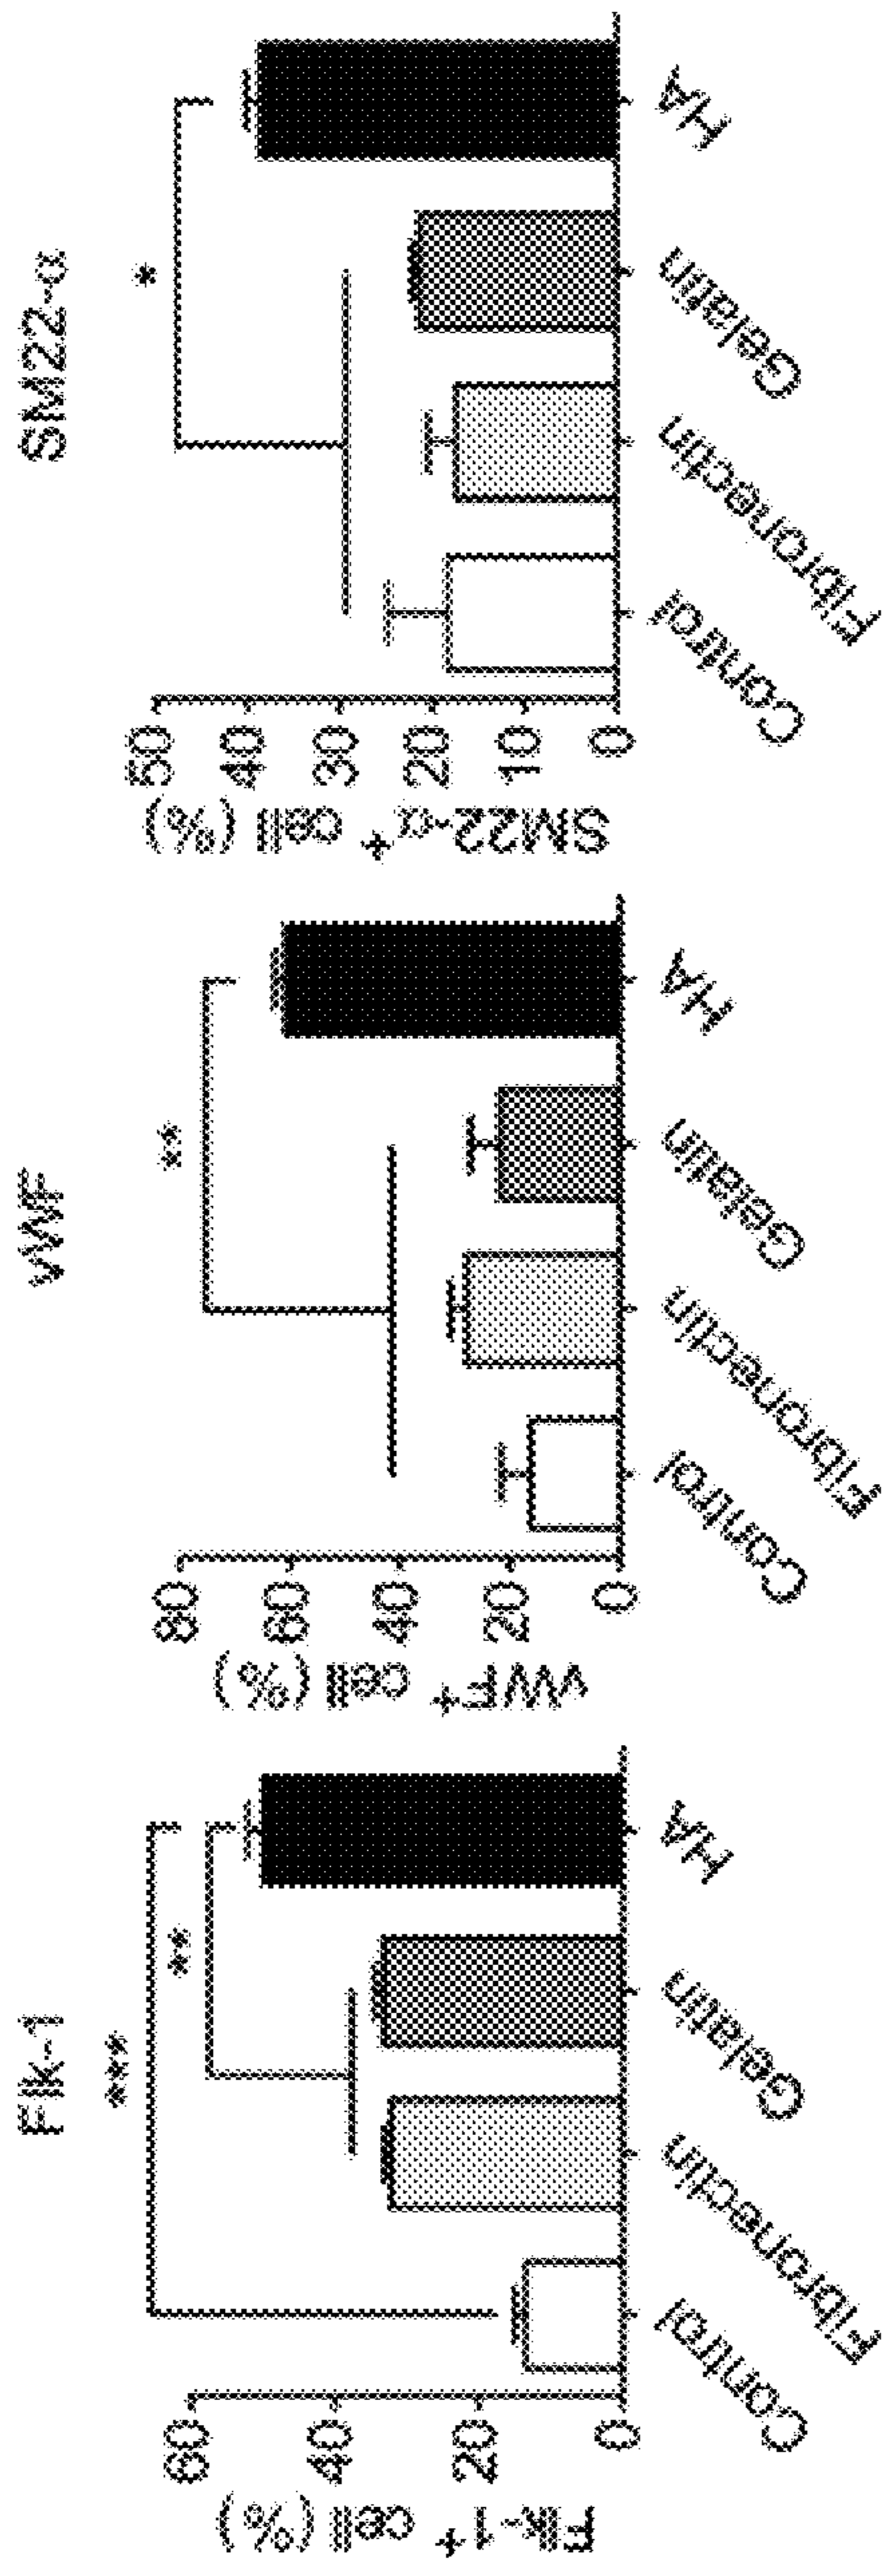 Flk-1
***
**
Flk-1+ cell (%)
60
40
20
0
Control
Fibronectin
Gelatin
HA
vWF
**
vWF+ cell (%)
80
60
40
20
0
Control
Fibronectin
Gelatin
HA
SM22-α
*
SM22-α+ cell (%)
50
40
30
20
10
0
Control
Fibronectin
Gelatin
HA